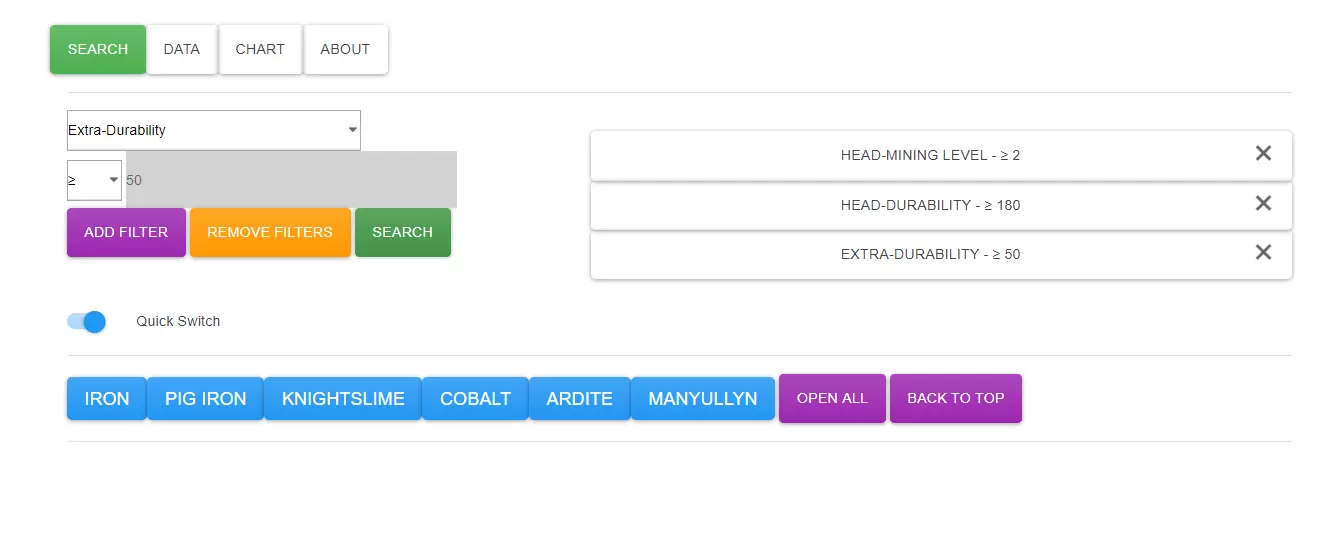 SEARCH DATA CHART ABOUT
Extra-Durability
≥ 50
ADD FILTER REMOVE FILTERS SEARCH
HEAD-MINING LEVEL - ≥ 2
HEAD-DURABILITY - ≥ 180
EXTRA-DURABILITY - ≥ 50
Quick Switch
IRON PIG IRON KNIGHTSLIME COBALT ARDITE MANYULLYN OPEN ALL BACK TO TOP